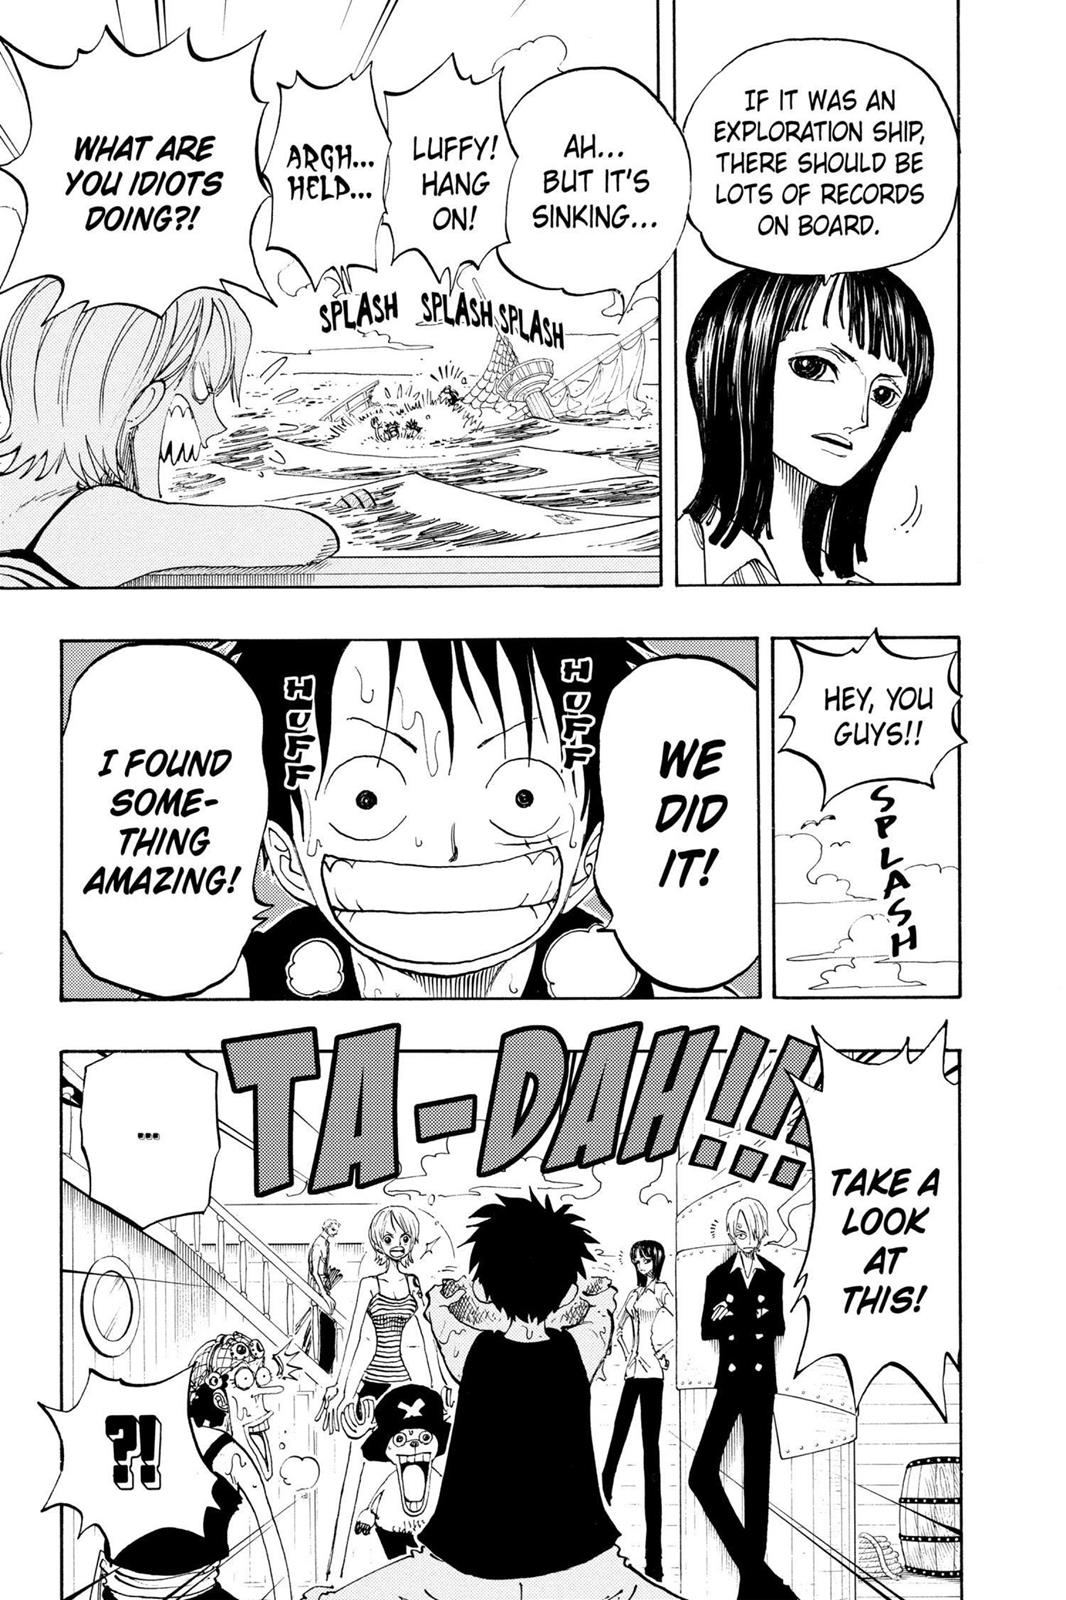 IF IT WAS AN
EXPLORATION SHIP,
THERE SHOULD BE
LOTS OF RECORDS
ON BOARD.
AH...
BUT IT'S
SINKING...
LUFFY!
HANG
ON!
ARGH...
HELP...
WHAT ARE
YOU IDIOTS
DOING?!
SPLASH SPLASH SPLASH
HEY, YOU
GUYS!!
SPLASH
WE
DID
IT!
HUFF
HUFF
I FOUND
SOME-
THING
AMAZING!
TAKE A
LOOK
AT
THIS!
TA-DAH!!!
...
?!